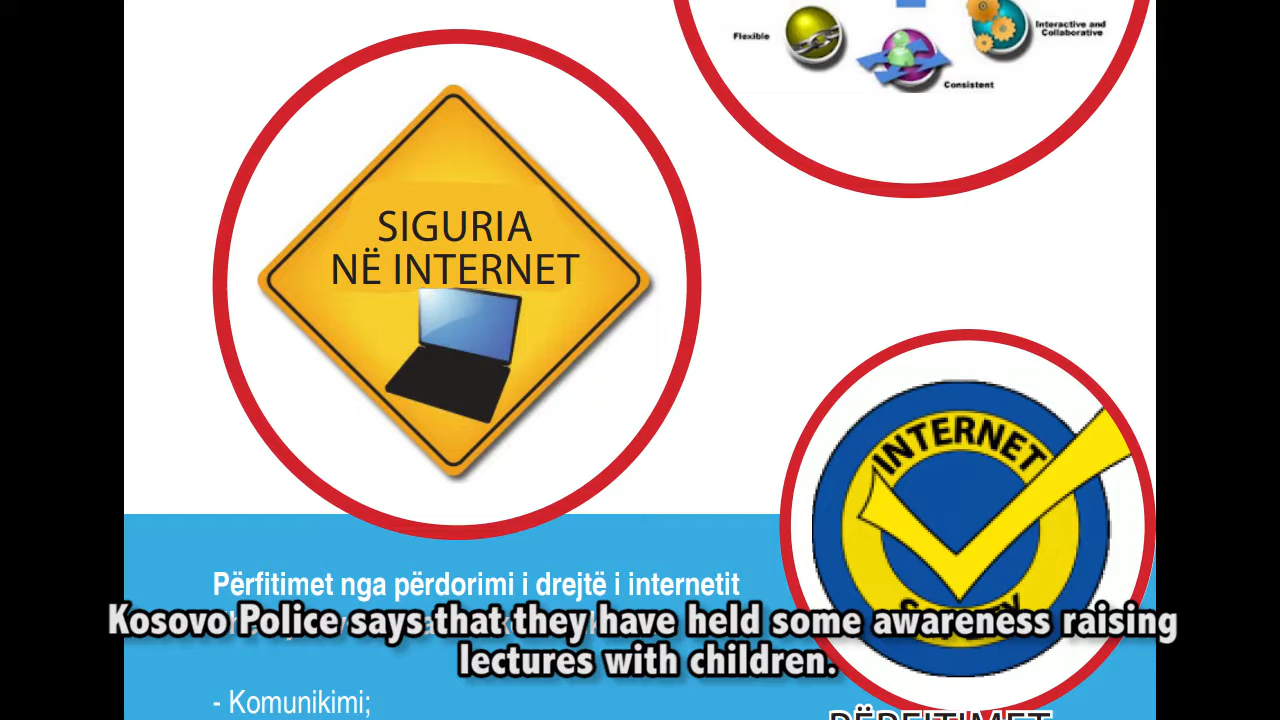 Flexible
Interactive and
Collaborative
Consistent
SIGURIA
NË INTERNET
INTERNET
Përfitimet nga përdorimi i drejtë i internetit
Kosovo Police says that they have held some awareness raising
lectures with children.
- Komunikimi;
PËRFITIMET